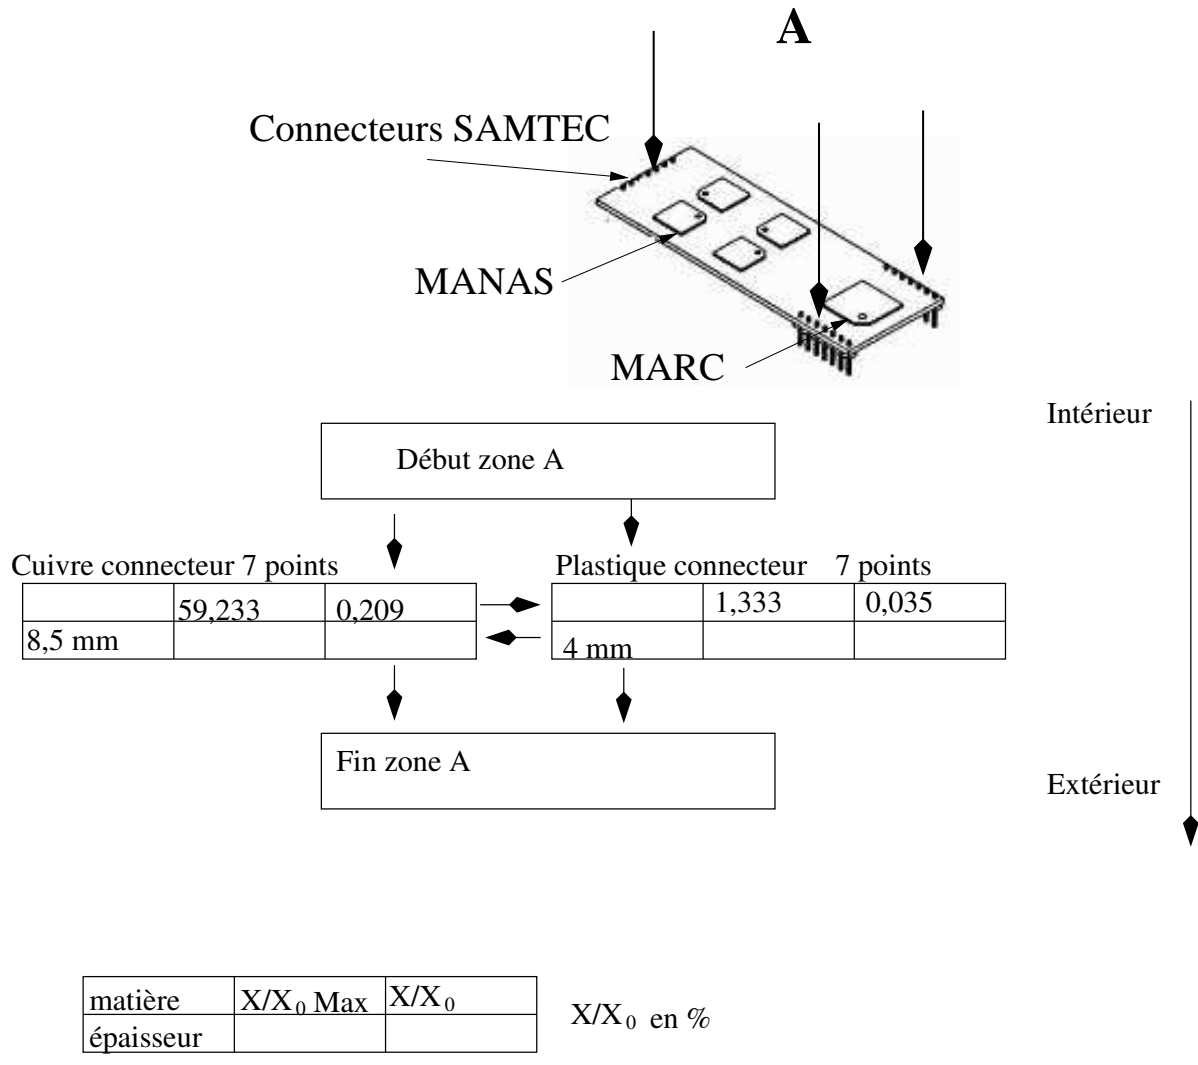 A
Connecteurs SAMTEC
MANAS
MARC
Intérieur
Début zone A
Cuivre connecteur 7 points
Plastique connecteur 7 points
59,233 0,209
1,333 0,035
8,5 mm
4 mm
Fin zone A
Extérieur
matière X/X0 Max X/X0
épaisseur
X/X0 en %